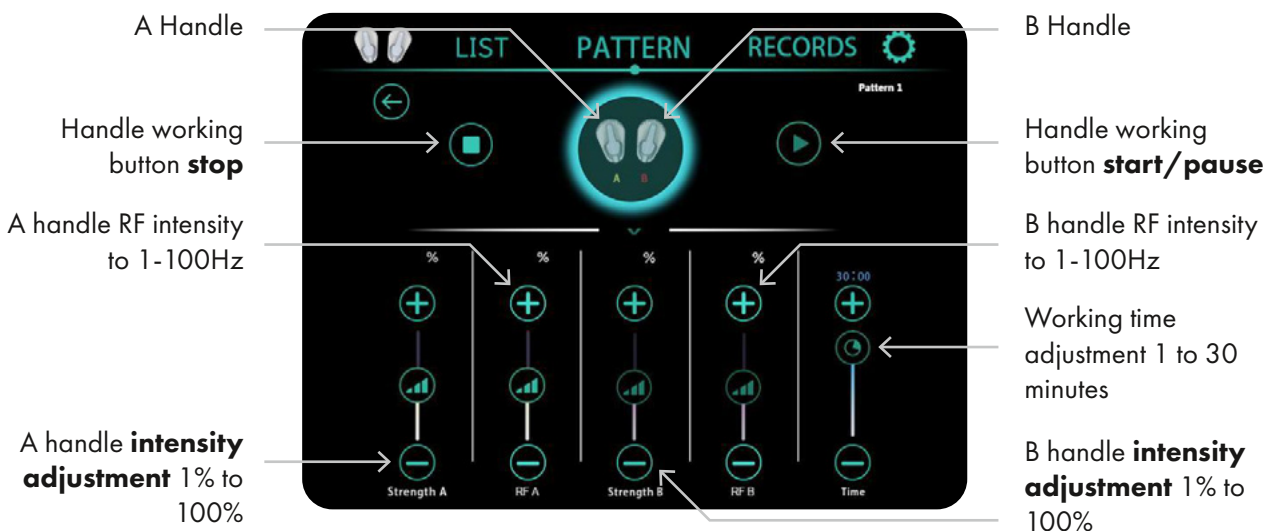 A Handle
B Handle
LIST PATTERN RECORDS
Pattern 1
Handle working
button stop
A B
Handle working
button start/pause
A handle RF intensity
to 1-100Hz
B handle RF intensity
to 1-100Hz
% % % %
30:00
Working time
adjustment 1 to 30
minutes
A handle intensity
adjustment 1% to
100%
Strength A RF A Strength B RF B Time
B handle intensity
adjustment 1% to
100%